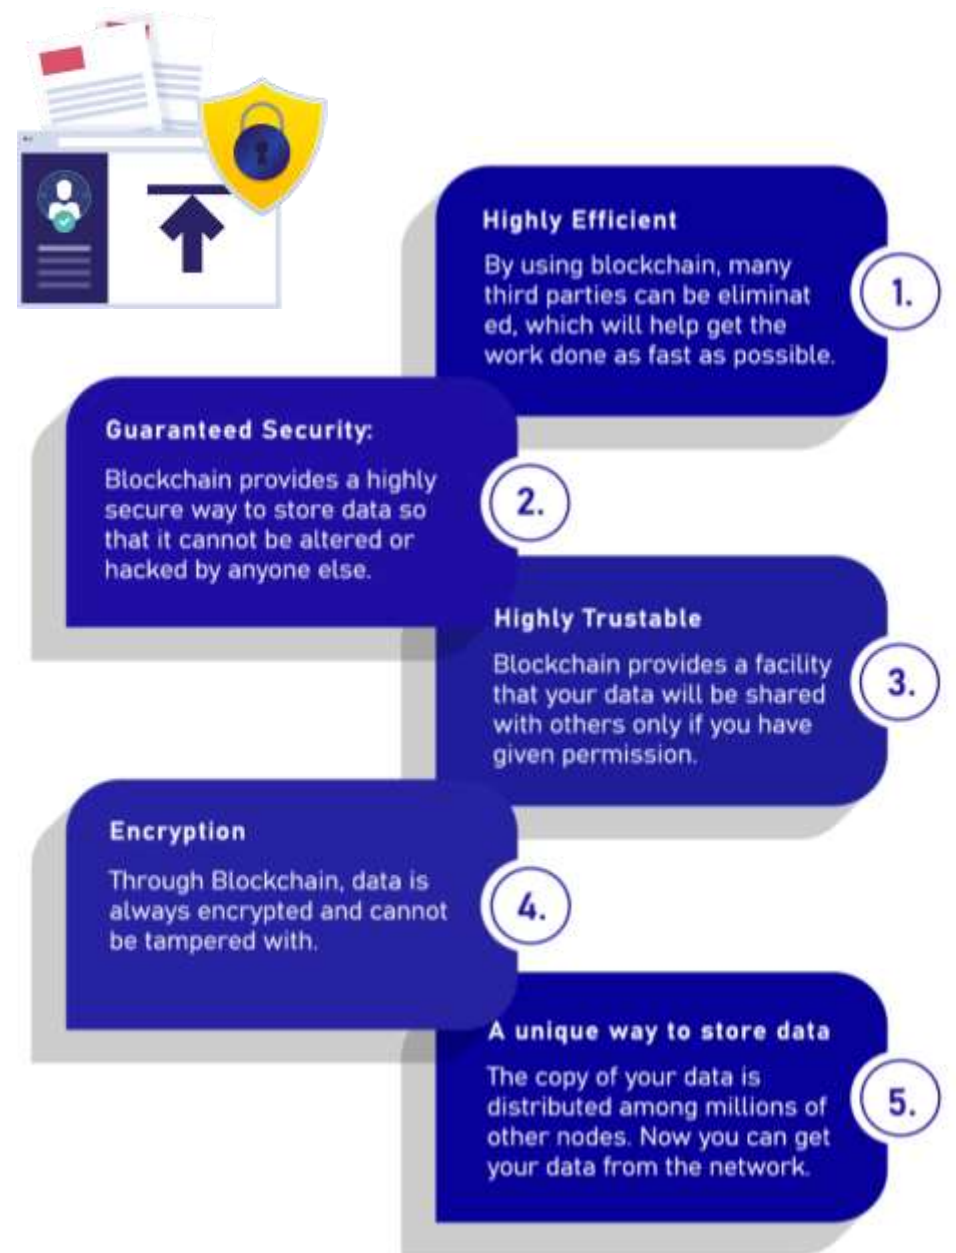 Highly Efficient
By using blockchain, many
third parties can be eliminat
ed, which will help get the
work done as fast as possible.
1.
Guaranteed Security:
Blockchain provides a highly
secure way to store data so
that it cannot be altered or
hacked by anyone else.
2.
Highly Trustable
Blockchain provides a facility
that your data will be shared
with others only if you have
given permission.
3.
Encryption
Through Blockchain, data is
always encrypted and cannot
be tampered with.
4.
A unique way to store data
The copy of your data is
distributed among millions of
other nodes. Now you can get
your data from the network.
5.